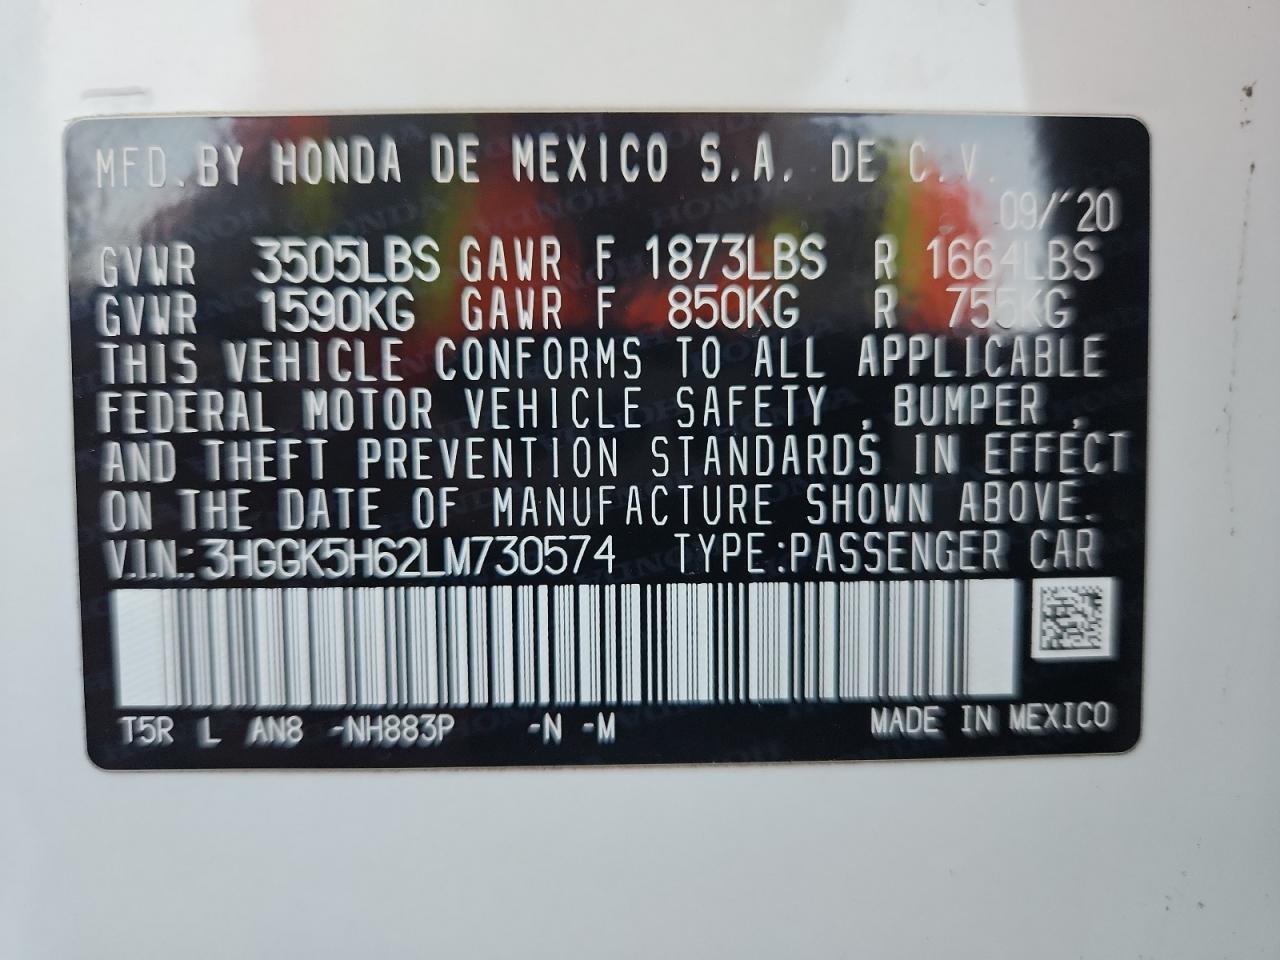 MFD. BY HONDA DE MEXICO S.A. DE C.V.
09/'20
GVWR 3505LBS GAWR F 1873LBS R 1664LBS
GVWR 1590KG GAWR F 850KG R 755KG
THIS VEHICLE CONFORMS TO ALL APPLICABLE
FEDERAL MOTOR VEHICLE SAFETY , BUMPER ,
AND THEFT PREVENTION STANDARDS IN EFFECT
ON THE DATE OF MANUFACTURE SHOWN ABOVE.
V.I.N.: 3HGGK5H62LM730574 TYPE:PASSENGER CAR
T5R L AN8 -NH883P -N -M MADE IN MEXICO